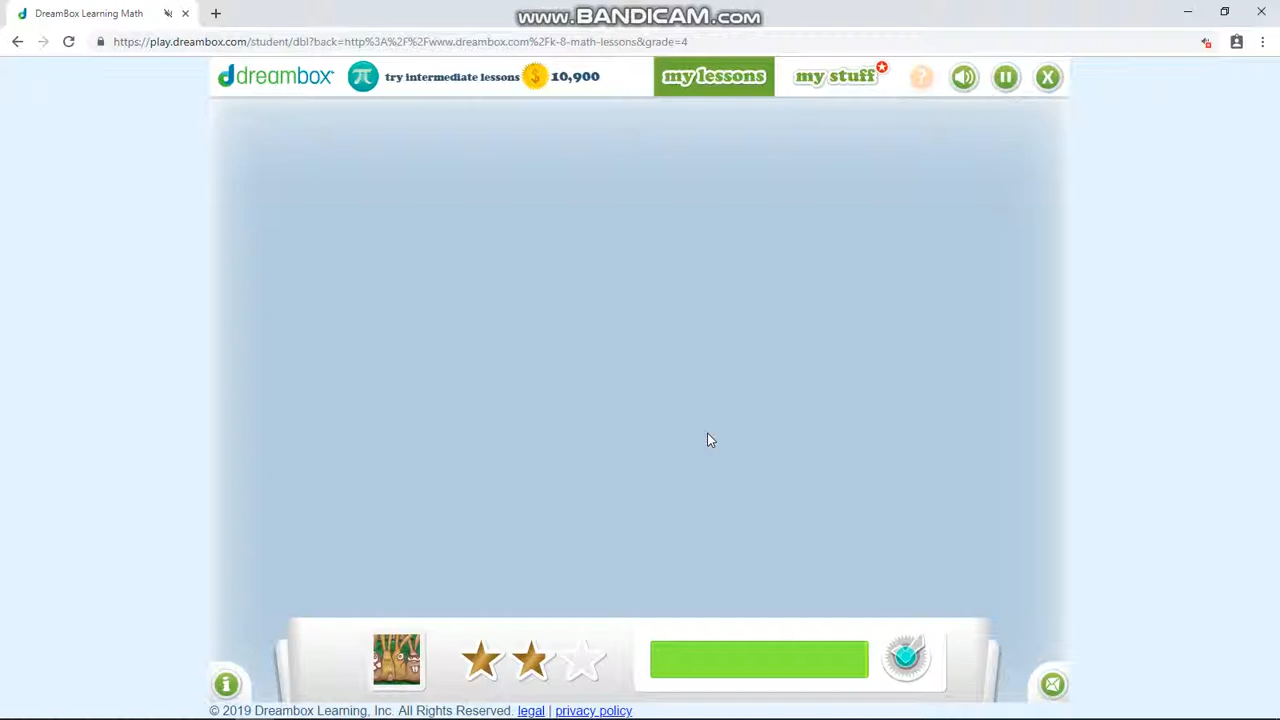 DreamBox Learning Math
www.BANDICAM.com
https://play.dreambox.com/student/dbl?back=http%3A%2F%2Fwww.dreambox.com%2Fk-8-math-lessons&grade=4
dreambox
π
try intermediate lessons
$
10,900
my lessons
my stuff
?
X
i
© 2019 Dreambox Learning, Inc. All Rights Reserved. legal | privacy policy